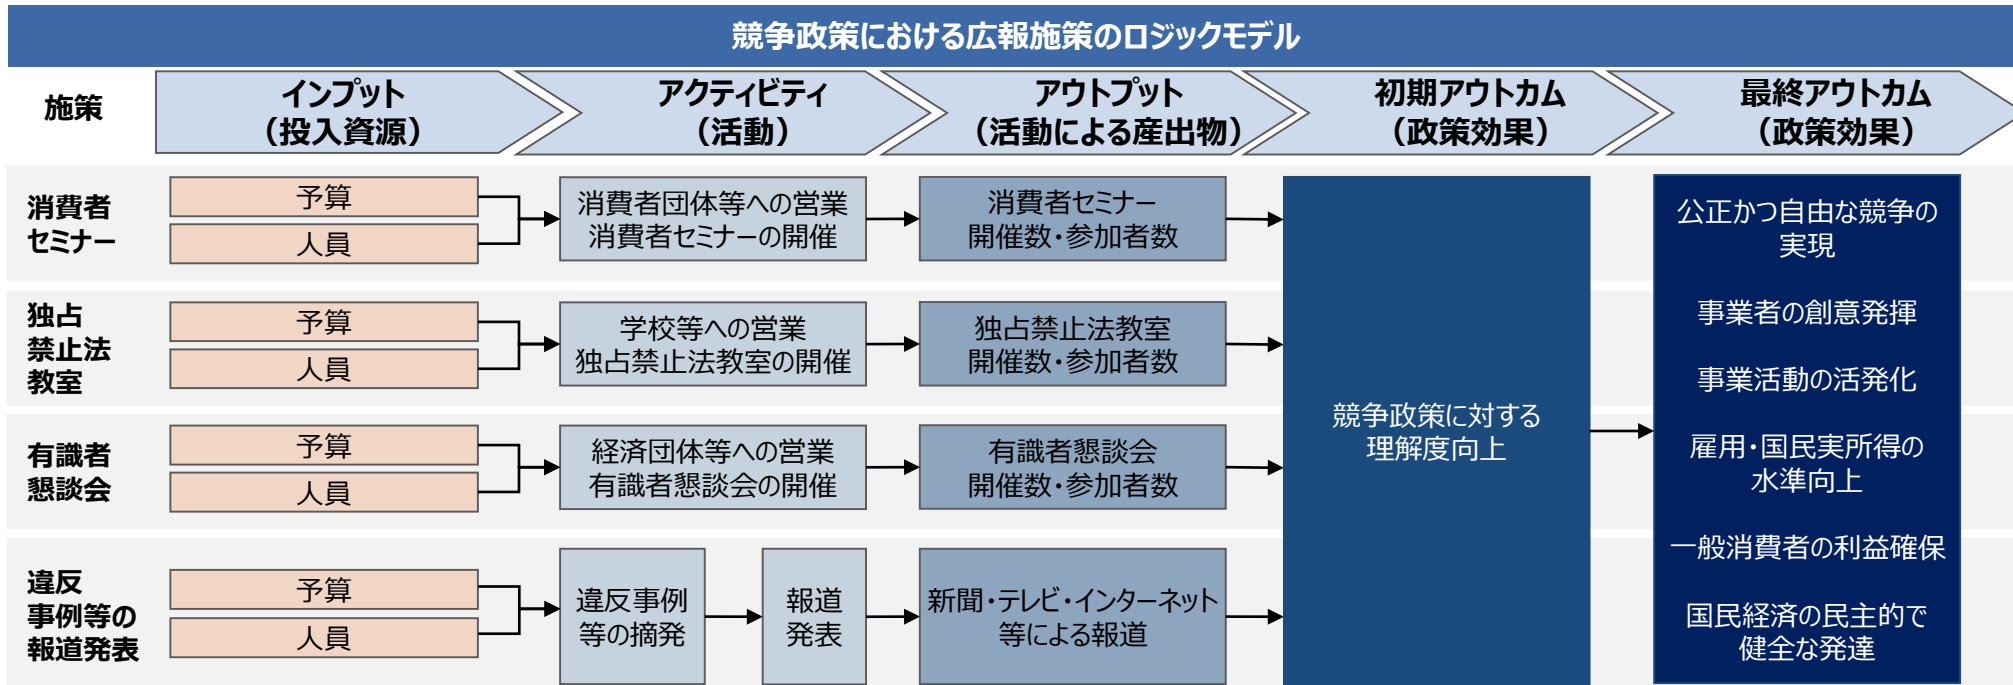 競争政策における広報施策のロジックモデル
施策
インプット
（投入資源）
アクティビティ
（活動）
アウトプット
（活動による産出物）
初期アウトカム
（政策効果）
最終アウトカム
（政策効果）
消費者
セミナー
予算
人員
消費者団体等への営業
消費者セミナーの開催
消費者セミナー
開催数・参加者数
独占
禁止法
教室
予算
人員
学校等への営業
独占禁止法教室の開催
独占禁止法教室
開催数・参加者数
有識者
懇談会
予算
人員
経済団体等への営業
有識者懇談会の開催
有識者懇談会
開催数・参加者数
違反
事例等の
報道発表
予算
人員
違反事例
等の摘発
報道
発表
新聞・テレビ・インターネット
等による報道
競争政策に対する
理解度向上
公正かつ自由な競争の
実現
事業者の創意発揮
事業活動の活発化
雇用・国民実所得の
水準向上
一般消費者の利益確保
国民経済の民主的で
健全な発達